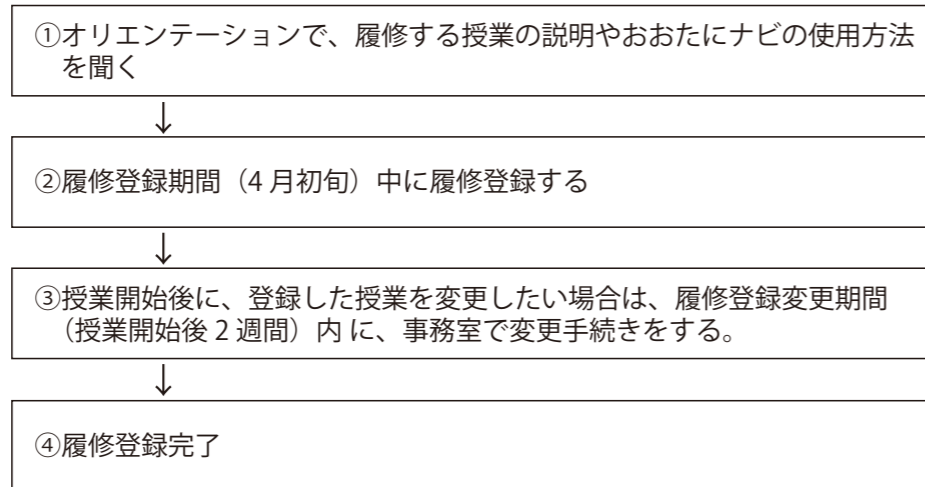 ①オリエンテーションで、履修する授業の説明やおおたにナビの使用方法
を聞く
↓
②履修登録期間（4月初旬）中に履修登録する
↓
③授業開始後に、登録した授業を変更したい場合は、履修登録変更期間
（授業開始後2週間）内 に、事務室で変更手続きをする。
↓
④履修登録完了